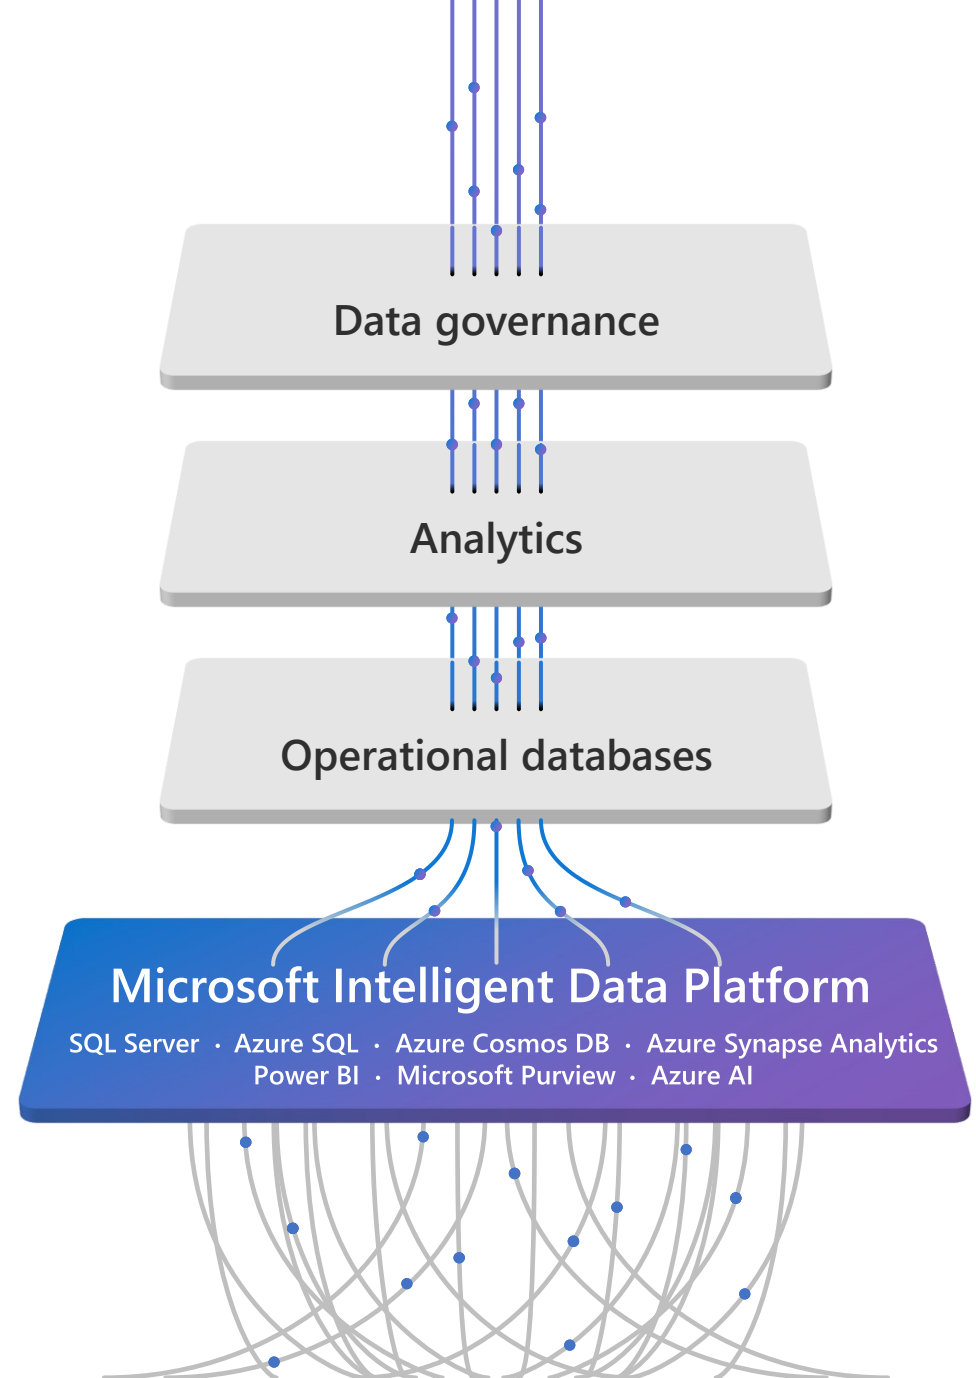 Data governance
Analytics
Operational databases
Microsoft Intelligent Data Platform
SQL Server · Azure SQL · Azure Cosmos DB · Azure Synapse Analytics
Power BI · Microsoft Purview · Azure AI